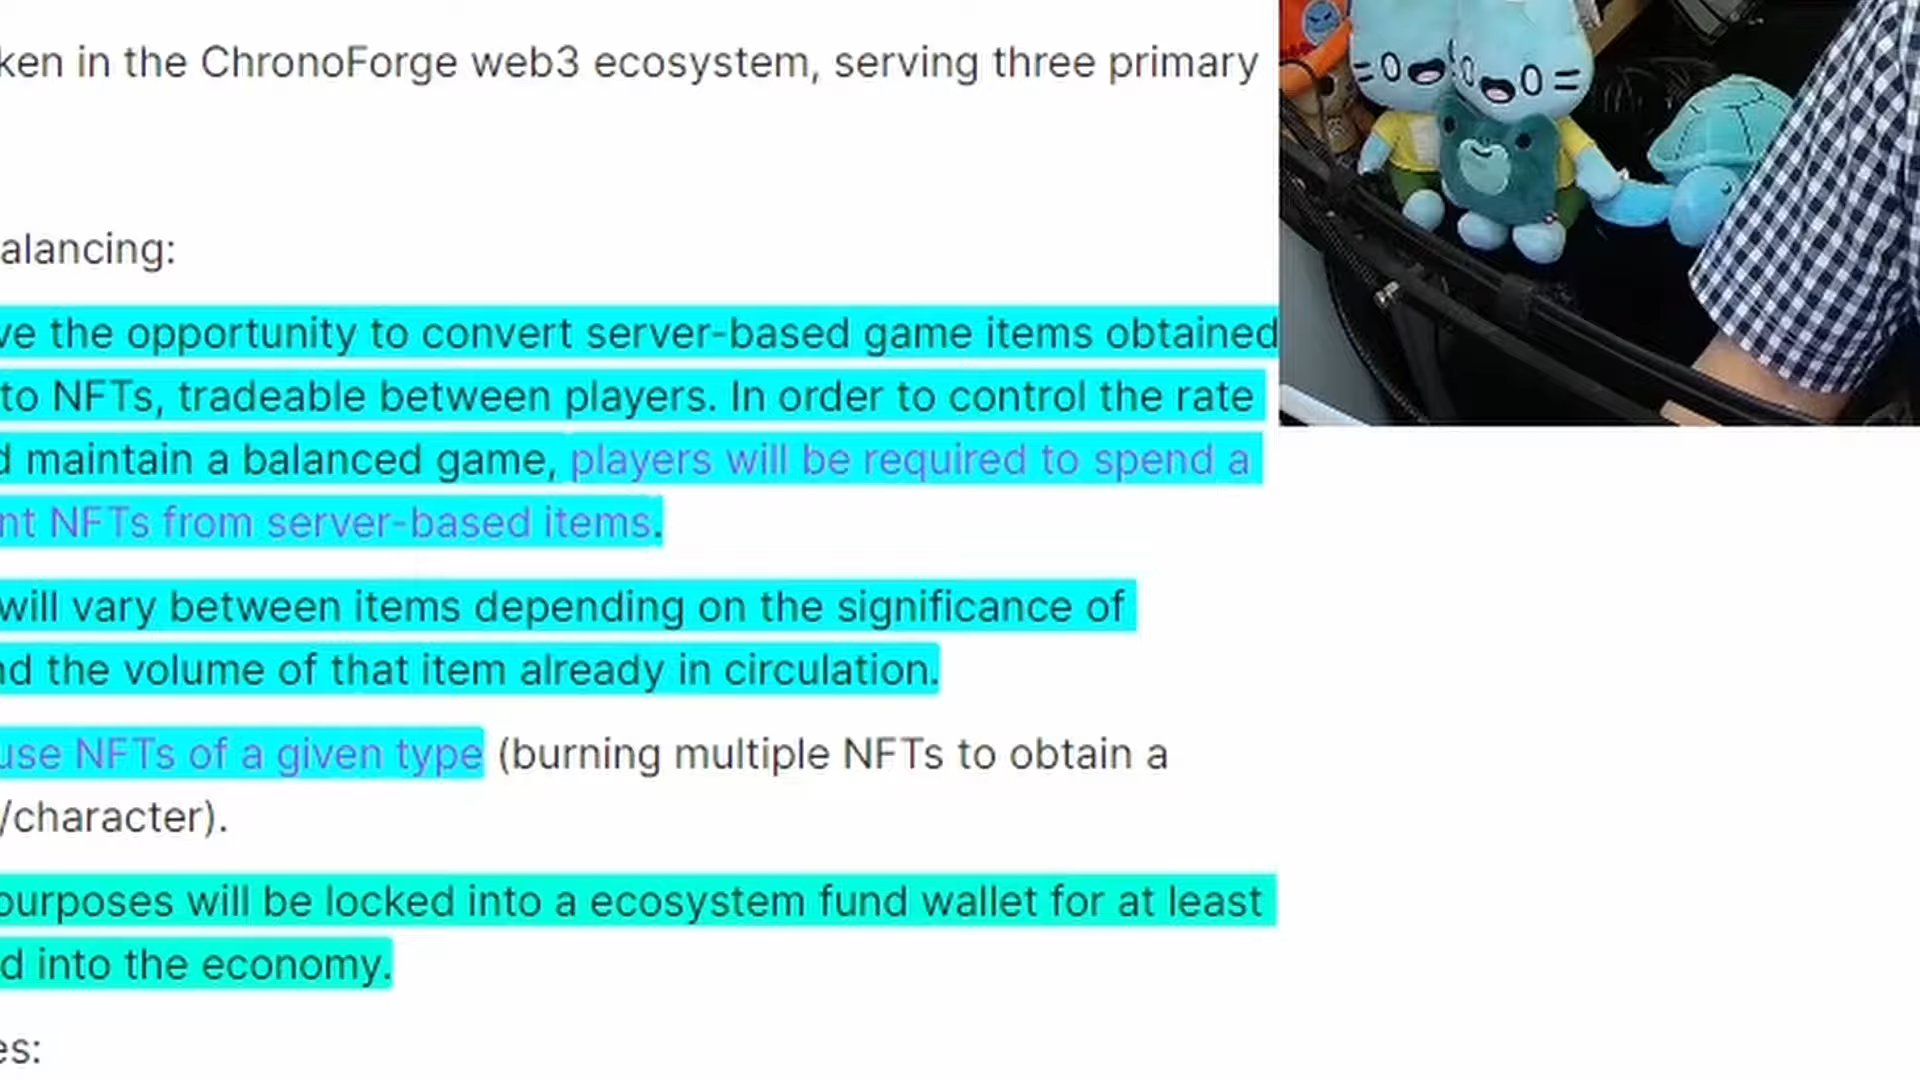 ken in the ChronoForge web3 ecosystem, serving three primary
alancing:
ve the opportunity to convert server-based game items obtained
to NFTs, tradeable between players. In order to control the rate
d maintain a balanced game, players will be required to spend a
nt NFTs from server-based items.
will vary between items depending on the significance of
nd the volume of that item already in circulation.
use NFTs of a given type (burning multiple NFTs to obtain a
/character).
purposes will be locked into a ecosystem fund wallet for at least
d into the economy.
es: